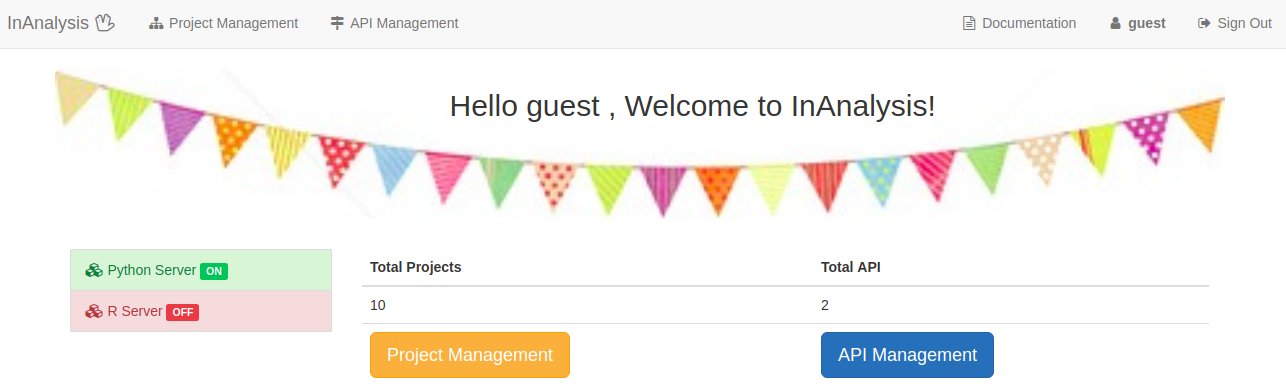 InAnalysis Project Management API Management Documentation guest Sign Out
Hello guest , Welcome to InAnalysis!
Python Server ON
R Server OFF
Total Projects Total API
10 2
Project Management API Management